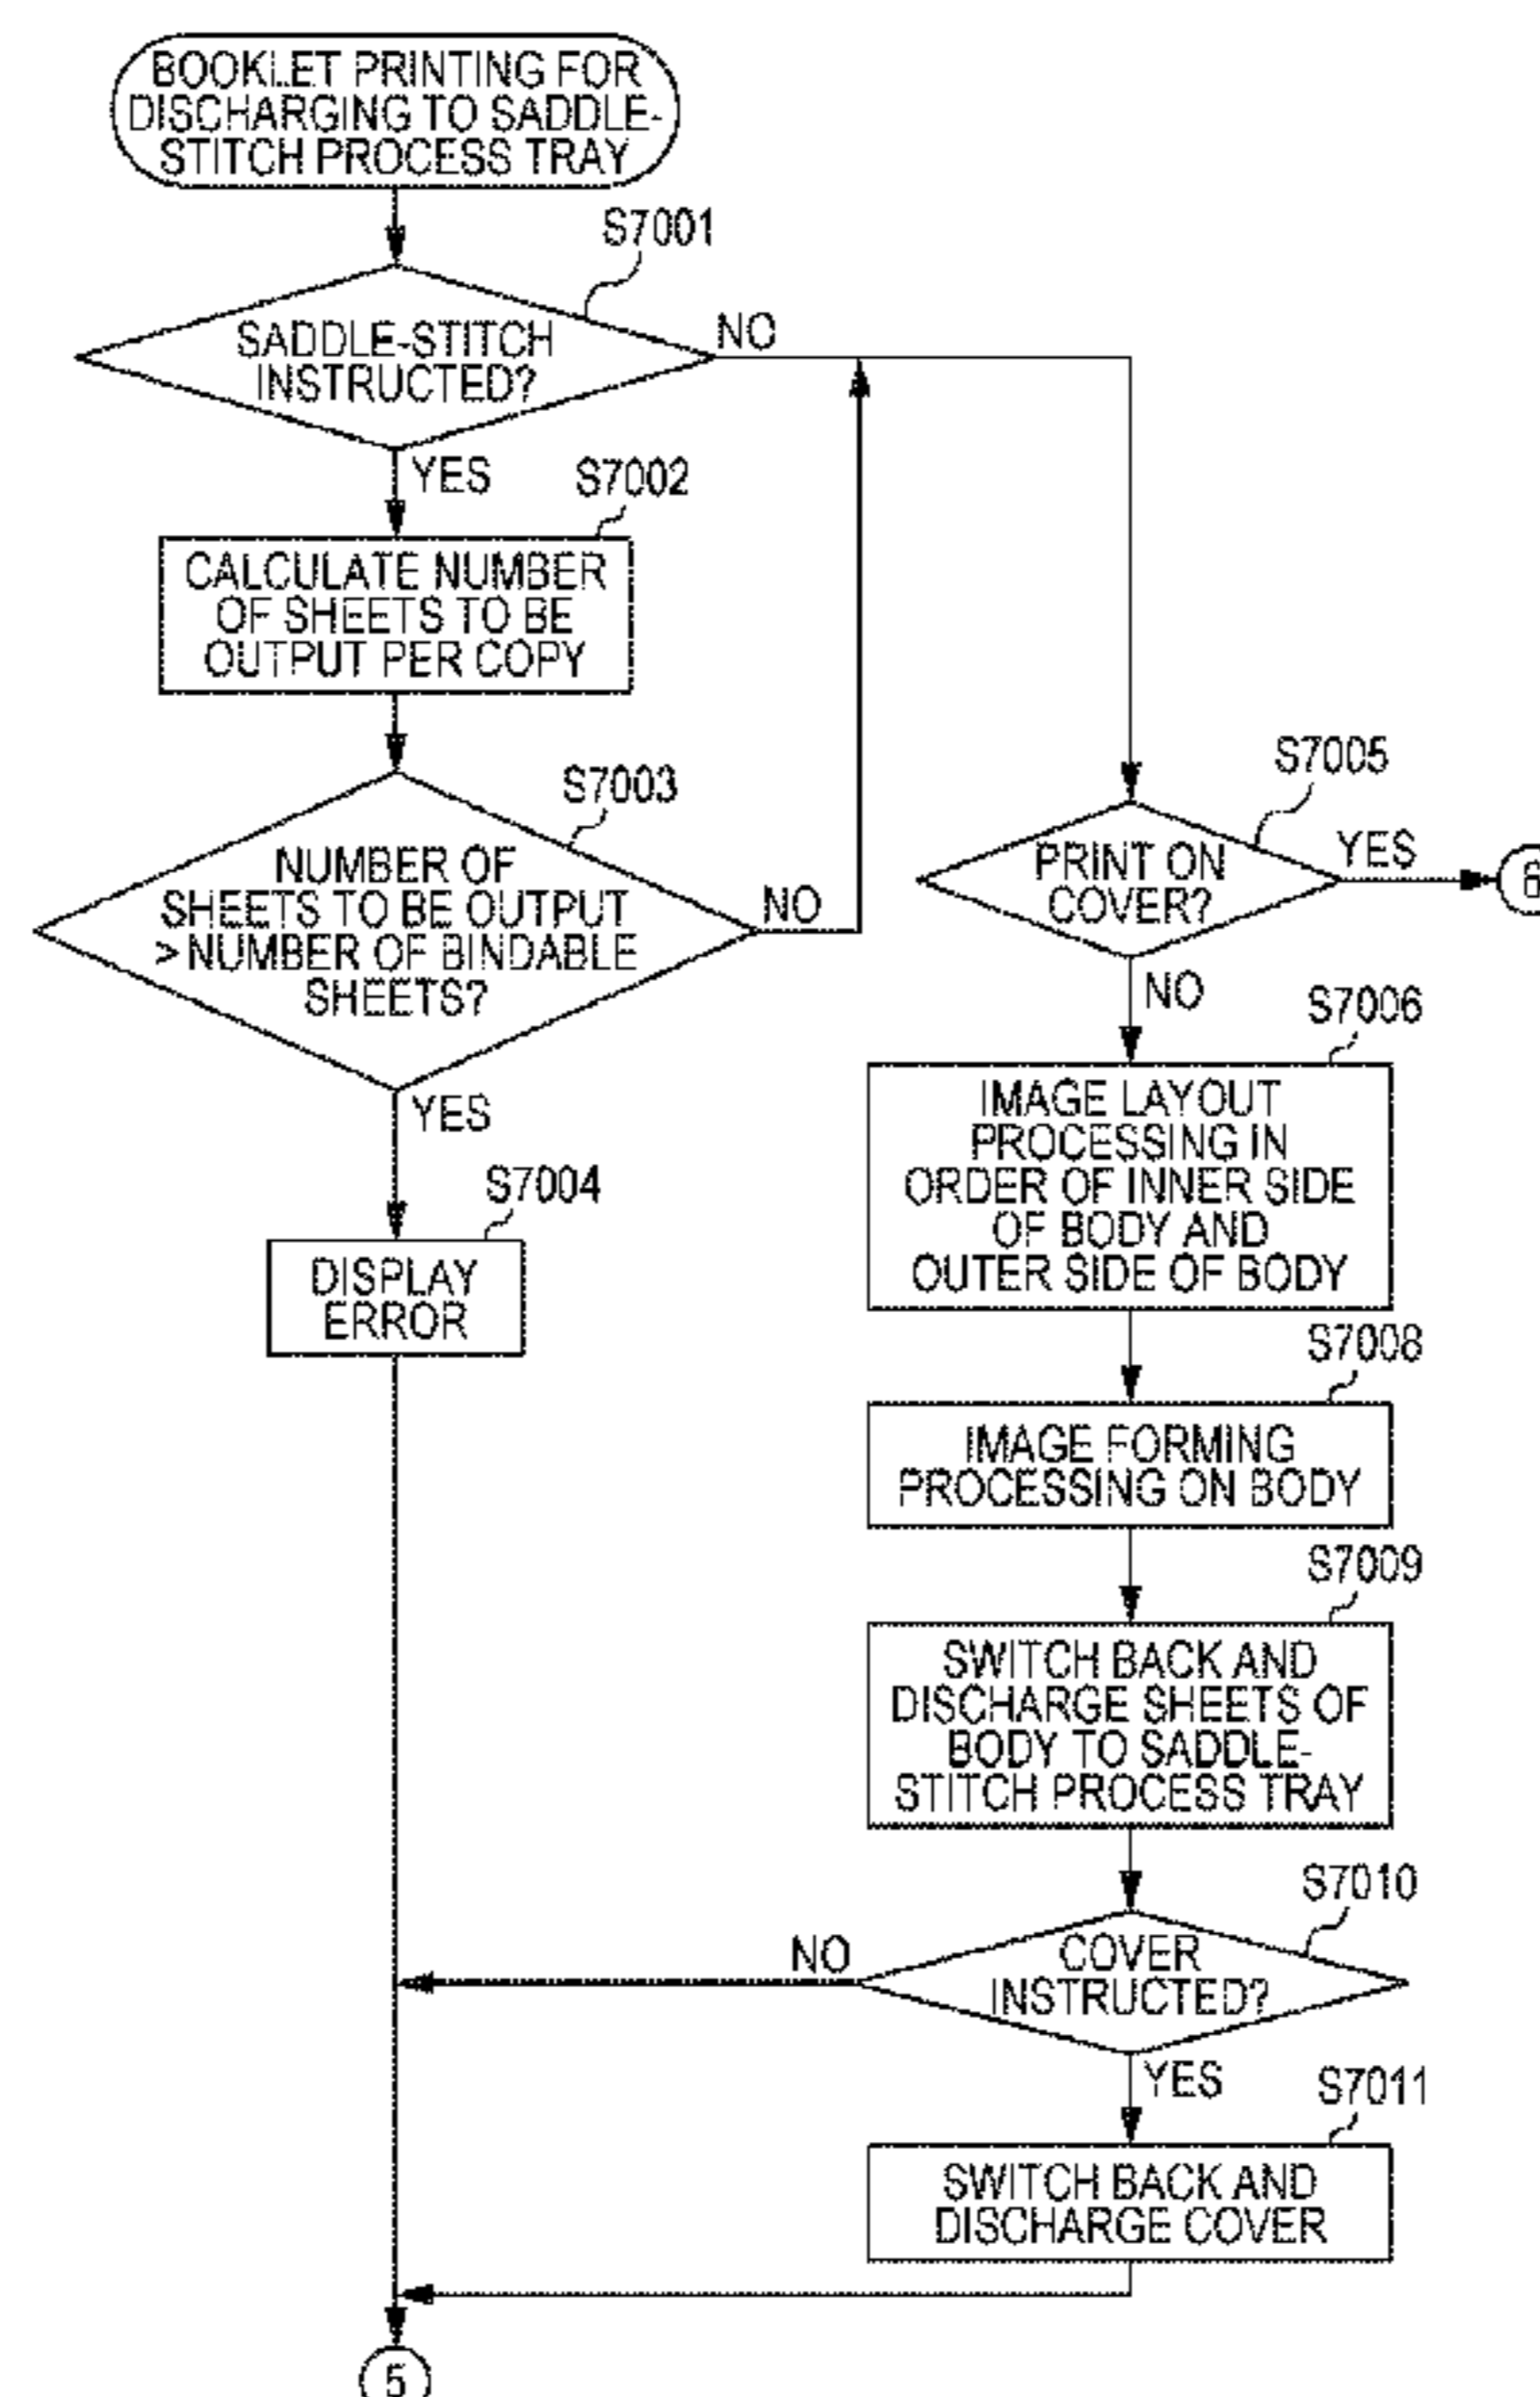 BOOKLET PRINTING FOR
DISCHARGING TO SADDLE-
STITCH PROCESS TRAY
S7001
SADDLE-STITCH
INSTRUCTED?
NO
YES
S7002
CALCULATE NUMBER
OF SHEETS TO BE
OUTPUT PER COPY
S7003
NUMBER OF
SHEETS TO BE OUTPUT
> NUMBER OF BINDABLE
SHEETS?
NO
YES
S7004
DISPLAY
ERROR
S7005
PRINT ON
COVER?
YES
6
NO
S7006
IMAGE LAYOUT
PROCESSING IN
ORDER OF INNER SIDE
OF BODY AND
OUTER SIDE OF BODY
S7008
IMAGE FORMING
PROCESSING ON BODY
S7009
SWITCH BACK AND
DISCHARGE SHEETS OF
BODY TO SADDLE-
STITCH PROCESS TRAY
S7010
COVER
INSTRUCTED?
NO
YES
S7011
SWITCH BACK AND
DISCHARGE COVER
5